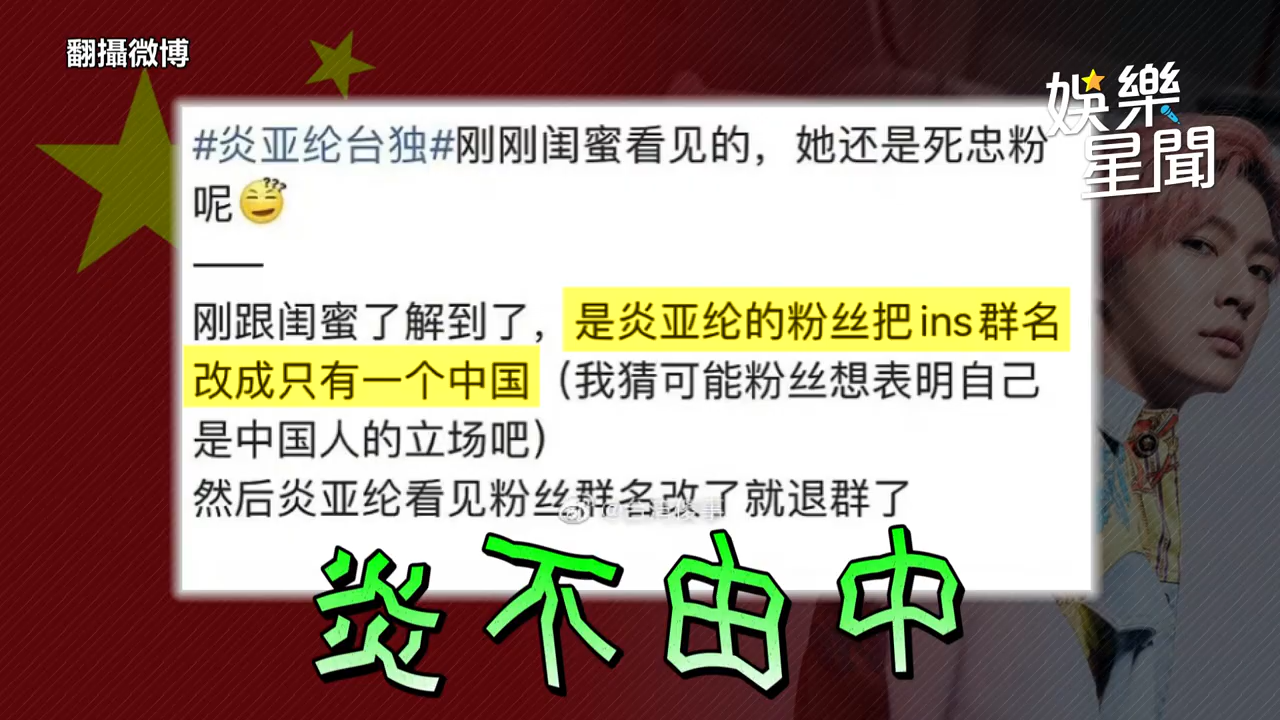 翻攝微博
娛樂
星聞
#炎亚纶台独#刚刚闺蜜看见的，她还是死忠粉
呢
——
刚跟闺蜜了解到了，是炎亚纶的粉丝把ins群名
改成只有一个中国（我猜可能粉丝想表明自己
是中国人的立场吧）
然后炎亚纶看见粉丝群名改了就退群了
炎不由中